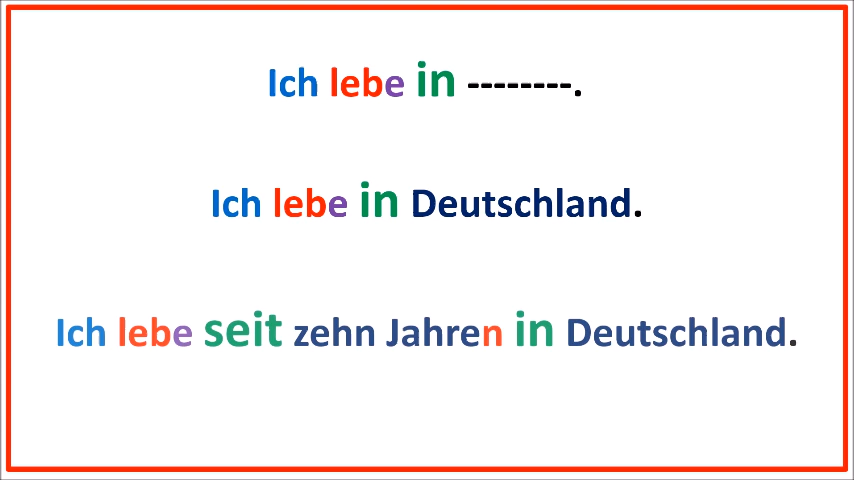 Ich lebe in --------.
Ich lebe in Deutschland.
Ich lebe seit zehn Jahren in Deutschland.